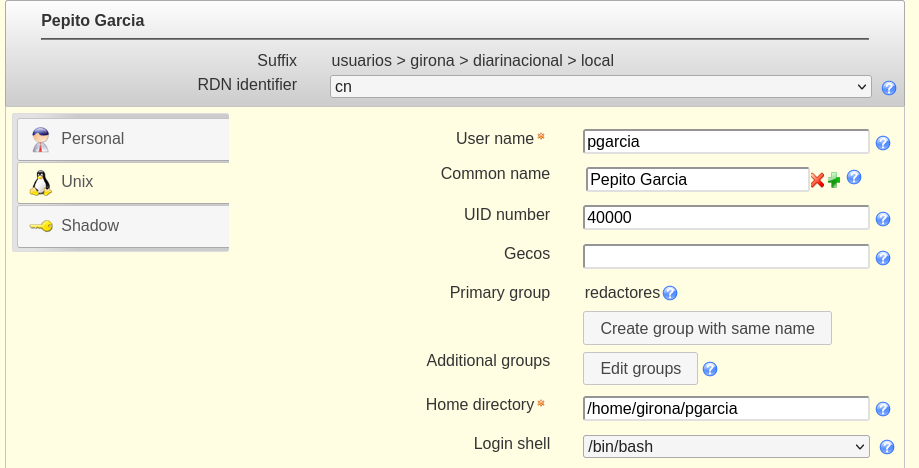 Pepito Garcia
Suffix usuarios > girona > diarinacional > local
RDN identifier cn
Personal
Unix
Shadow
User name* pgarcia
Common name Pepito Garcia
UID number 40000
Gecos
Primary group redactores
Create group with same name
Additional groups Edit groups
Home directory* /home/girona/pgarcia
Login shell /bin/bash